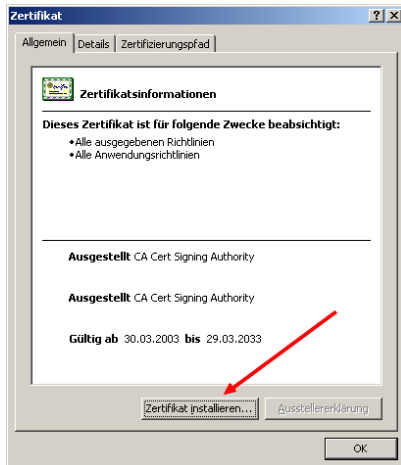 Zertifikat
Allgemein Details Zertifizierungspfad
Zertifikatsinformationen
Dieses Zertifikat ist für folgende Zwecke beabsichtigt:
•Alle ausgegebenen Richtlinien
•Alle Anwendungsrichtlinien
Ausgestellt CA Cert Signing Authority
Ausgestellt CA Cert Signing Authority
Gültig ab 30.03.2003 bis 29.03.2033
Zertifikat installieren... Ausstellererklärung
OK